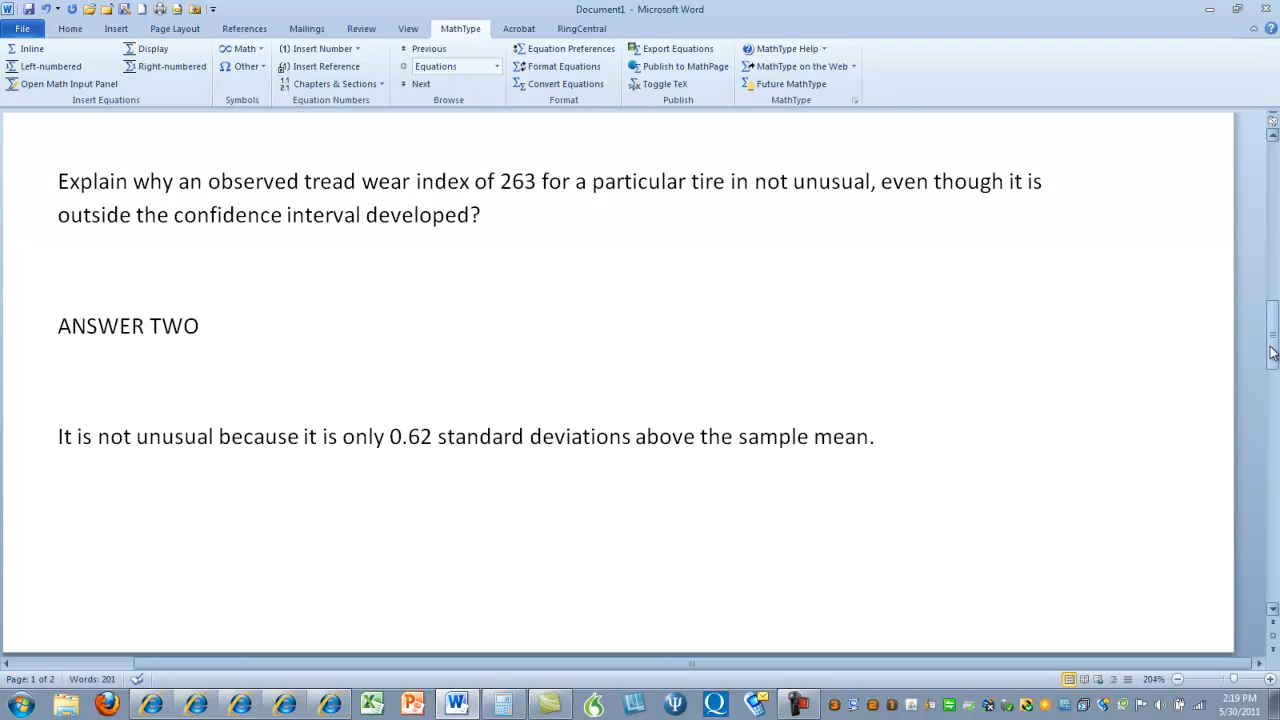 Document1 - Microsoft Word
File Home Insert Page Layout References Mailings Review View MathType Acrobat RingCentral
Inline Display Math (1) Insert Number Previous Equation Preferences Export Equations MathType Help
Left-numbered Right-numbered Other Insert Reference Equations Format Equations Publish to MathPage MathType on the Web
Open Math Input Panel Chapters & Sections Next Convert Equations Toggle TeX Future MathType
Insert Equations Symbols Equation Numbers Browse Format Publish MathType
Explain why an observed tread wear index of 263 for a particular tire in not unusual, even though it is
outside the confidence interval developed?
ANSWER TWO
It is not unusual because it is only 0.62 standard deviations above the sample mean.
Page: 1 of 2 Words: 201 204%
2:19 PM
5/30/2011